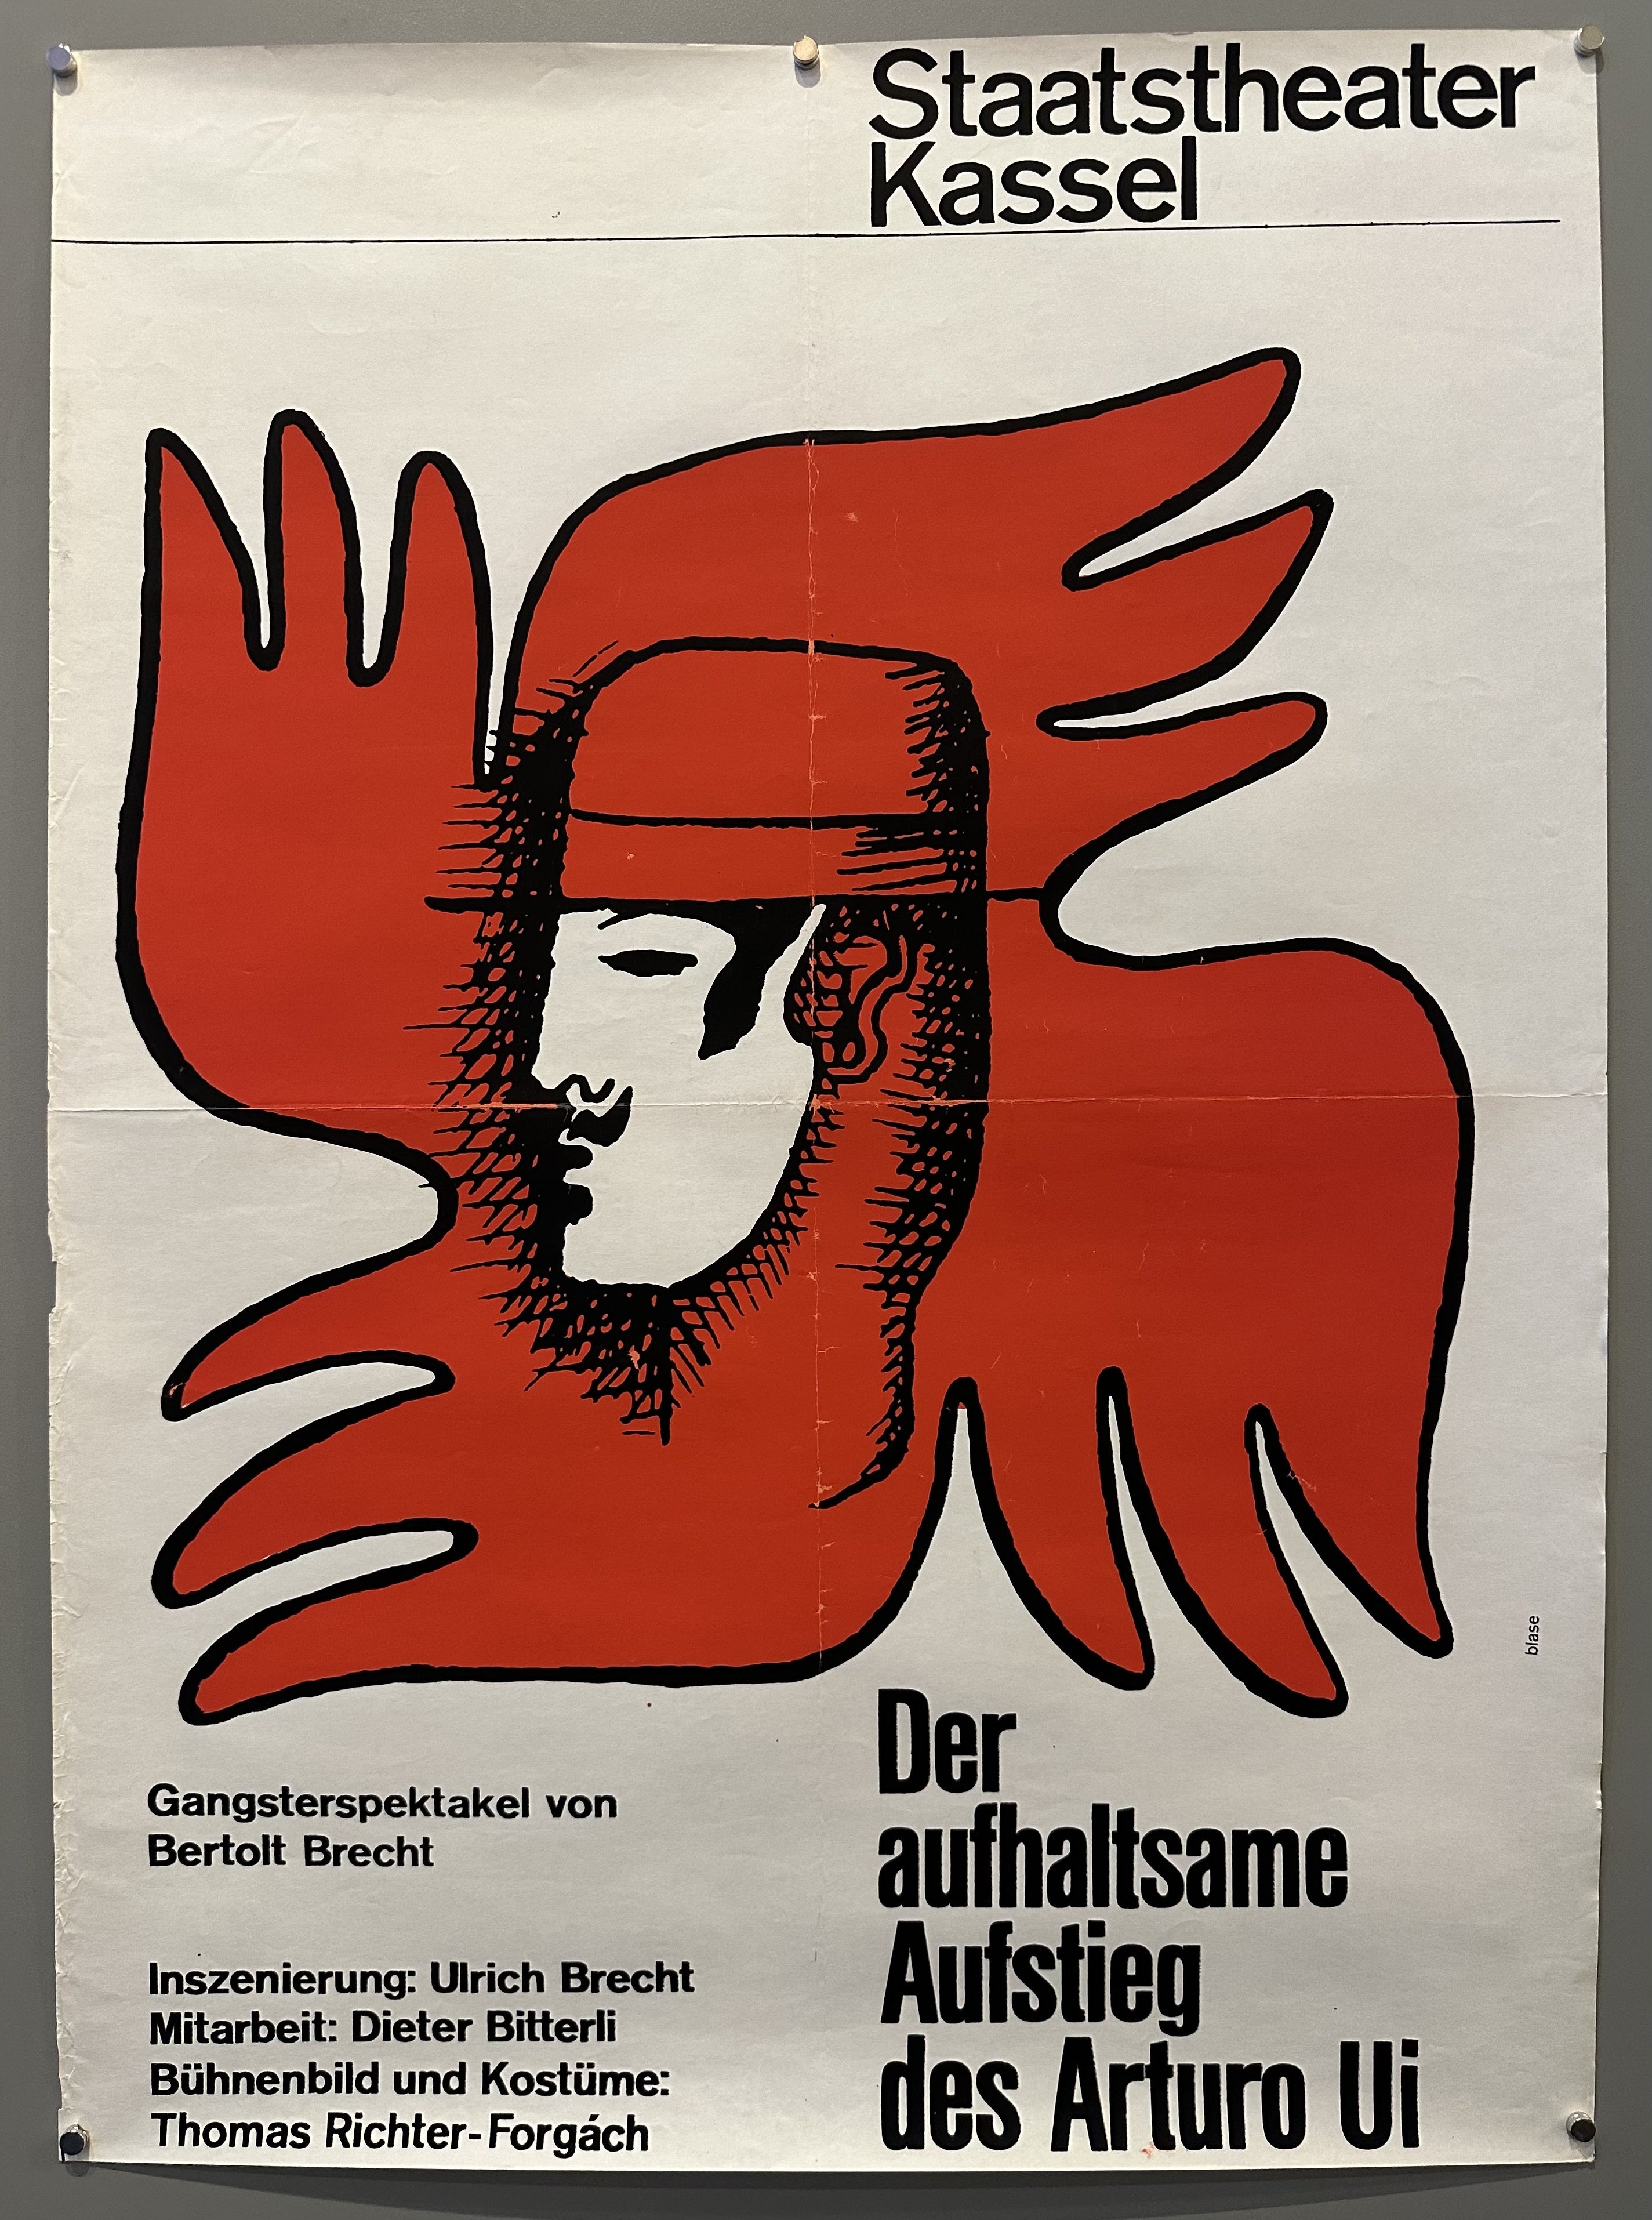 Staatstheater
Kassel
blase
Gangsterspektakel von
Bertolt Brecht
Inszenierung: Ulrich Brecht
Mitarbeit: Dieter Bitterli
Bühnenbild und Kostüme:
Thomas Richter-Forgách
Der
aufhaltsame
Aufstieg
des Arturo Ui